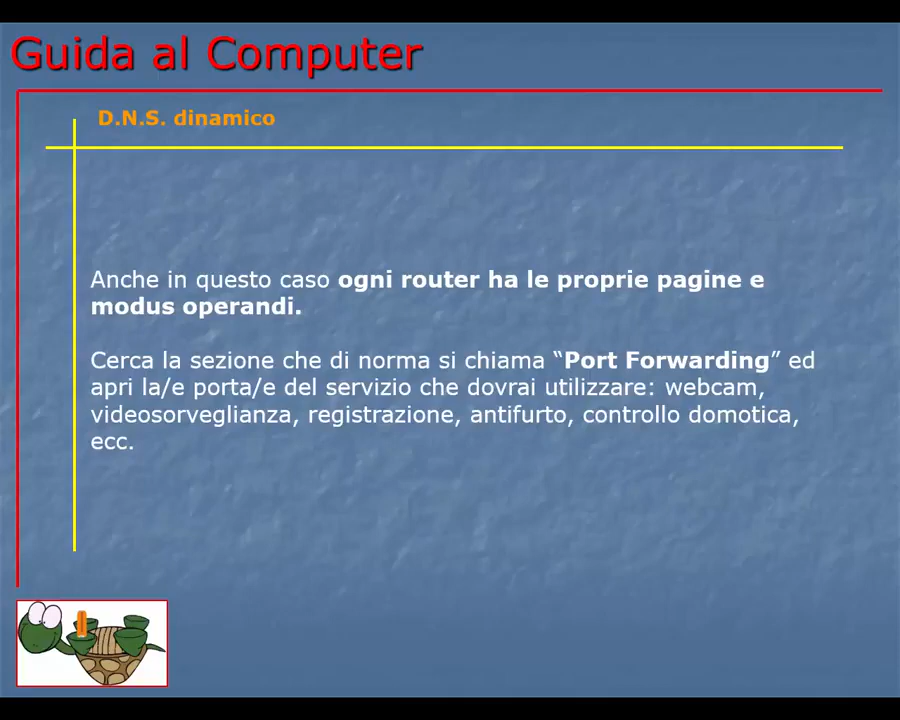 Guida al Computer
D.N.S. dinamico
Anche in questo caso ogni router ha le proprie pagine e
modus operandi.
Cerca la sezione che di norma si chiama “Port Forwarding” ed
apri la/e porta/e del servizio che dovrai utilizzare: webcam,
videosorveglianza, registrazione, antifurto, controllo domotica,
ecc.